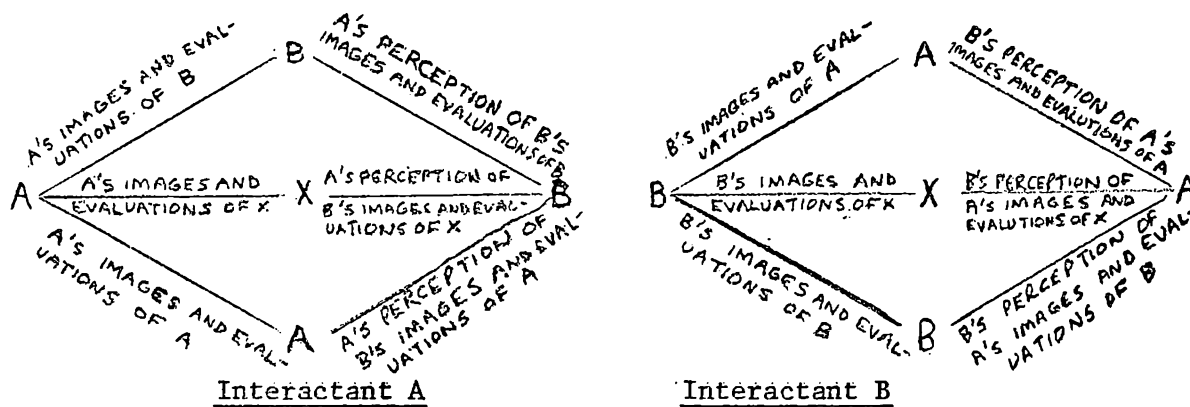 A'S IMAGES AND EVAL-
UATIONS OF B
B
A'S PERCEPTION OF B'S
IMAGES AND EVALUATIONS OF B
A
A'S IMAGES AND
EVALUATIONS OF X
X
A'S PERCEPTION OF
B'S IMAGES AND EVAL-
UATIONS OF X
B
A'S IMAGES AND EVAL-
UATIONS OF A
A
A'S PERCEPTION OF
B'S IMAGES AND EVAL-
UATIONS OF A
Interactant A
B'S IMAGES AND EVAL-
UATIONS OF A
A
B'S PERCEPTION OF A'S
IMAGES AND EVALUTIONS OF A
B
B'S IMAGES AND
EVALUATIONS OF X
X
B'S PERCEPTION OF
A'S IMAGES AND
EVALUTIONS OF X
A
B'S IMAGES AND EVAL-
UATIONS OF B
B
B'S PERCEPTION OF
A'S IMAGES AND EVAL-
UATIONS OF B
Interactant B